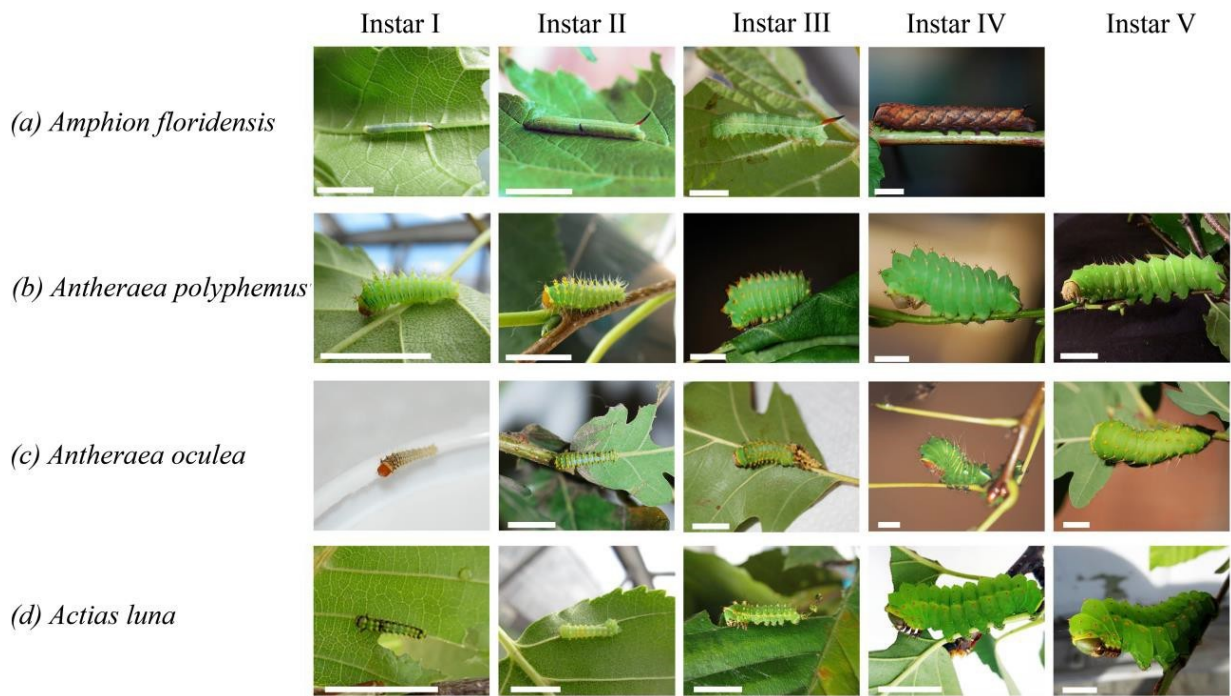 Instar I Instar II Instar III Instar IV Instar V
(a) Amphion floridensis
(b) Antheraea polyphemus
(c) Antheraea oculea
(d) Actias luna